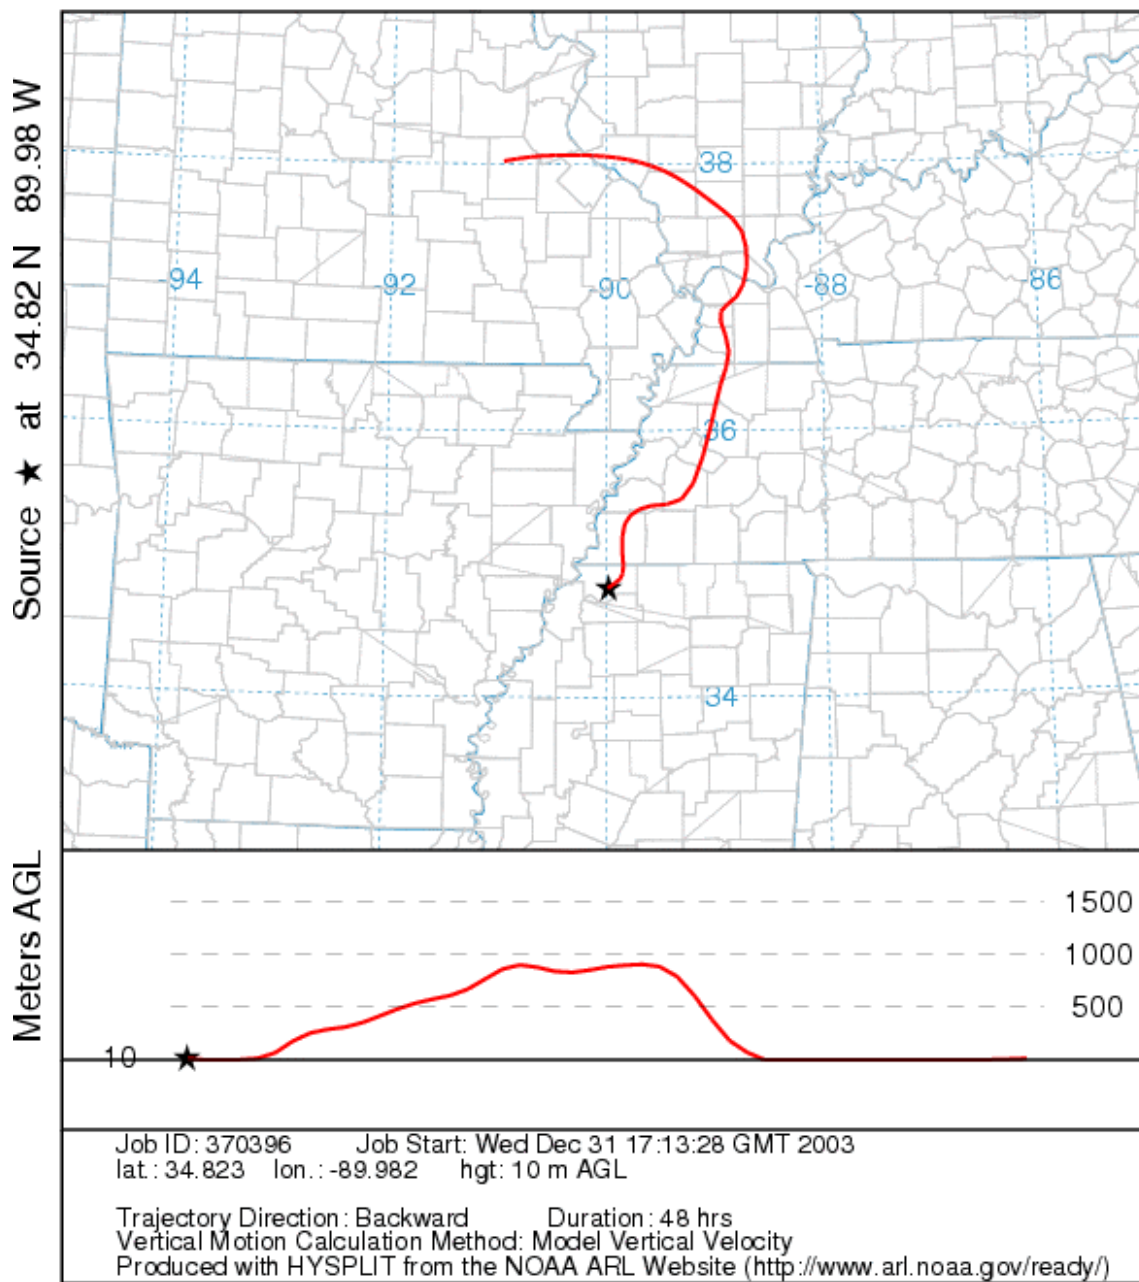 Source ★ at 34.82 N 89.98 W
38
-94
-92
-90
-88
-86
36
34
Meters AGL
1500
1000
500
10
Job ID: 370396 Job Start: Wed Dec 31 17:13:28 GMT 2003
lat.: 34.823 lon.: -89.982 hgt: 10 m AGL
Trajectory Direction: Backward Duration: 48 hrs
Vertical Motion Calculation Method: Model Vertical Velocity
Produced with HYSPLIT from the NOAA ARL Website (http://www.arl.noaa.gov/ready/)